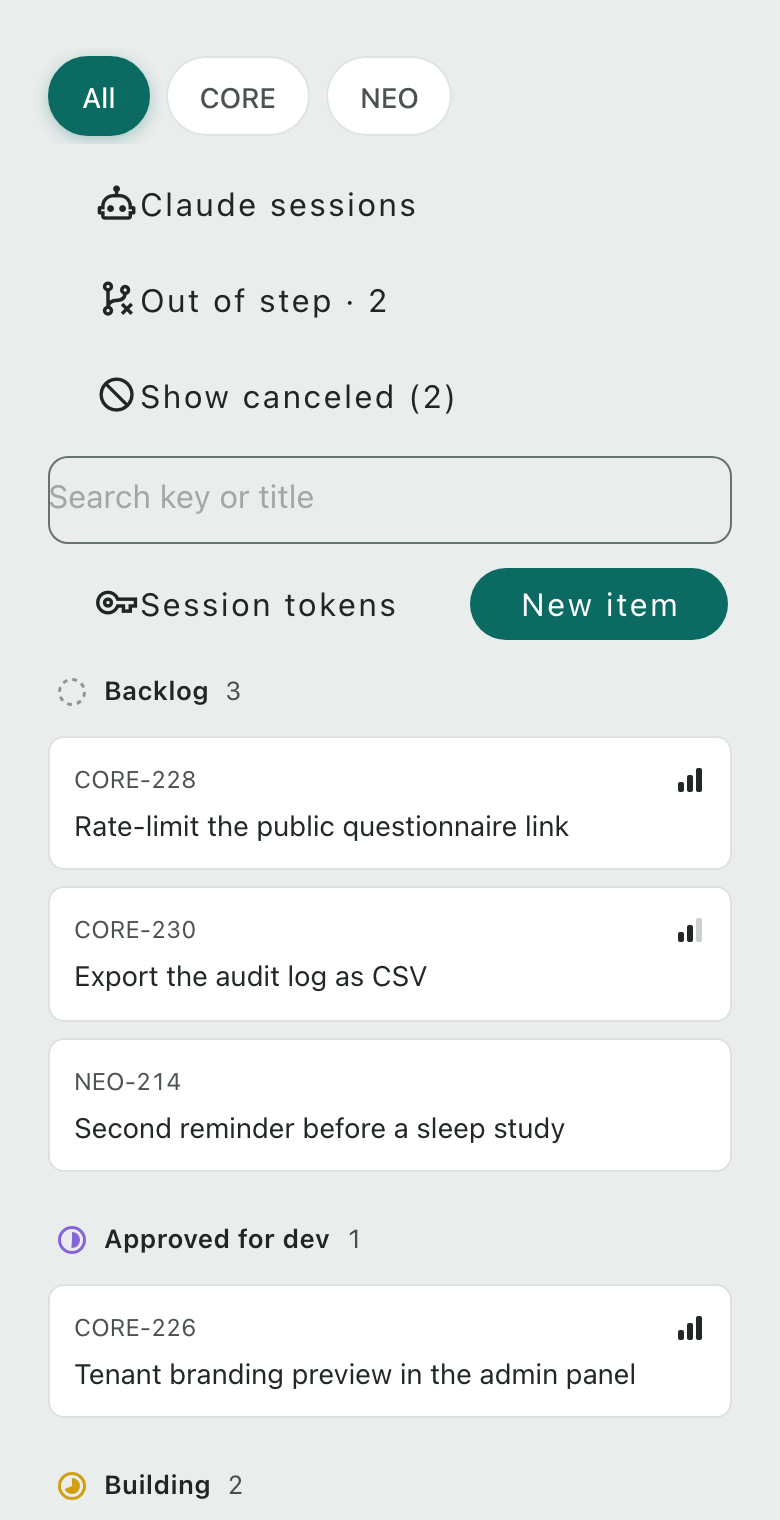 All CORE NEO
Claude sessions
Out of step · 2
Show canceled (2)
Search key or title
Session tokens New item
Backlog 3
CORE-228
Rate-limit the public questionnaire link
CORE-230
Export the audit log as CSV
NEO-214
Second reminder before a sleep study
Approved for dev 1
CORE-226
Tenant branding preview in the admin panel
Building 2